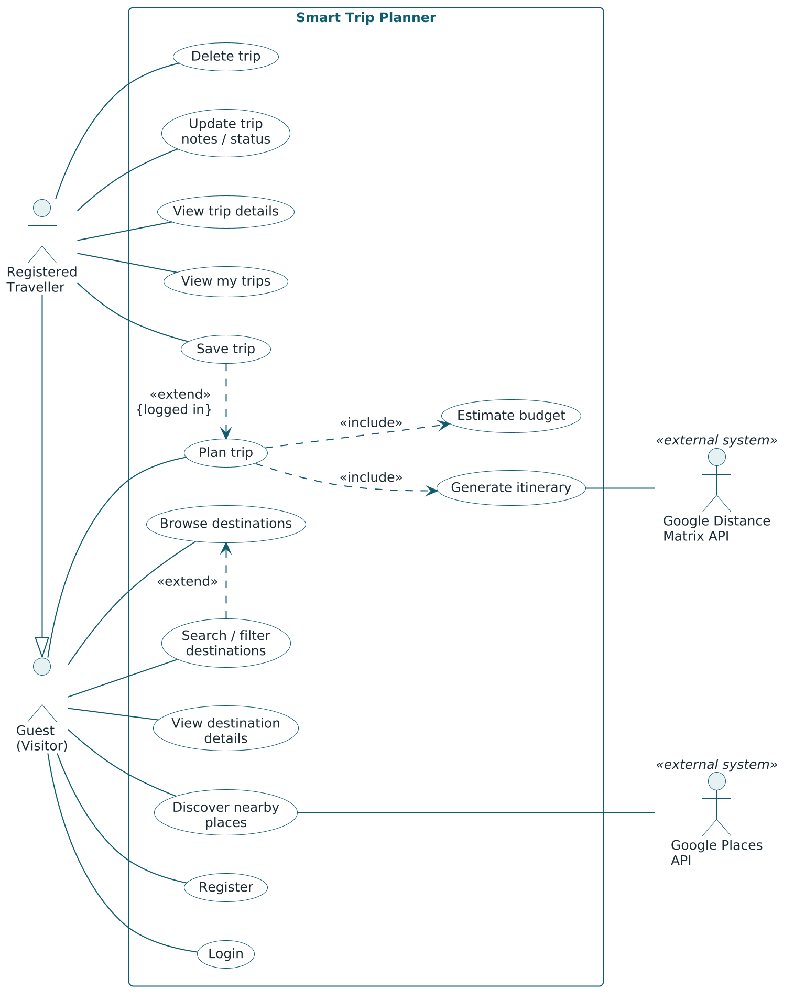 Smart Trip Planner
Delete trip
Update trip
notes / status
View trip details
View my trips
Registered
Traveller
Save trip
«extend»
{logged in}
Plan trip
«include»
Estimate budget
«include»
Generate itinerary
«external system»
Google Distance
Matrix API
Browse destinations
«extend»
Search / filter
destinations
Guest
(Visitor)
View destination
details
Discover nearby
places
«external system»
Google Places
API
Register
Login